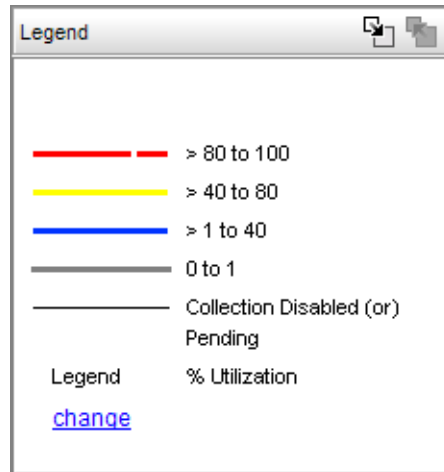 Legend
> 80 to 100
> 40 to 80
> 1 to 40
0 to 1
Collection Disabled (or)
Pending
Legend % Utilization
change